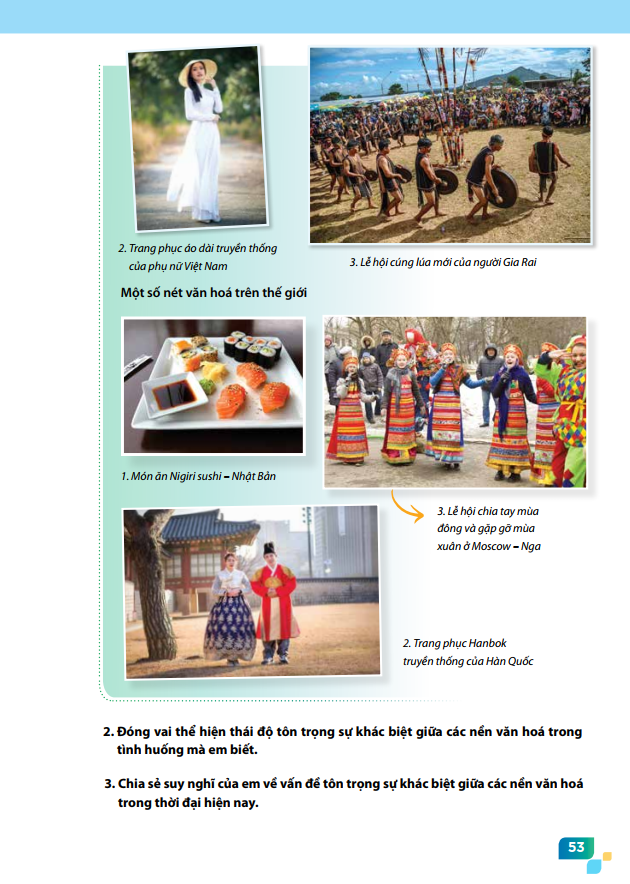 2. Trang phục áo dài truyền thống
của phụ nữ Việt Nam
3. Lễ hội cúng lúa mới của người Gia Rai
Một số nét văn hoá trên thế giới
1. Món ăn Nigiri sushi – Nhật Bản
3. Lễ hội chia tay mùa
đông và gặp gỡ mùa
xuân ở Moscow – Nga
2. Trang phục Hanbok
truyền thống của Hàn Quốc
2. Đóng vai thể hiện thái độ tôn trọng sự khác biệt giữa các nền văn hoá trong
tình huống mà em biết.
3. Chia sẻ suy nghĩ của em về vấn đề tôn trọng sự khác biệt giữa các nền văn hoá
trong thời đại hiện nay.
53